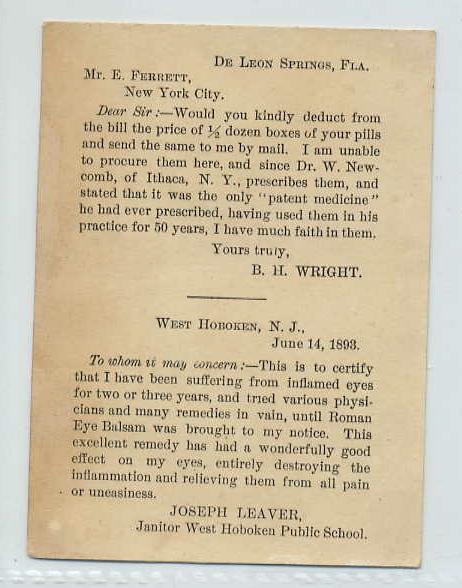 De Leon Springs, Fla.
Mr. E. Ferrett,
New York City.
Dear Sir:—Would you kindly deduct from
the bill the price of ½ dozen boxes of your pills
and send the same to me by mail. I am unable
to procure them here, and since Dr. W. New-
comb, of Ithaca, N. Y., prescribes them, and
stated that it was the only "patent medicine"
he had ever prescribed, having used them in his
practice for 50 years, I have much faith in them.
Yours truly,
B. H. WRIGHT.
West Hoboken, N. J.,
June 14, 1893.
To whom it may concern:—This is to certify
that I have been suffering from inflamed eyes
for two or three years, and tried various physi-
cians and many remedies in vain, until Roman
Eye Balsam was brought to my notice. This
excellent remedy has had a wonderfully good
effect on my eyes, entirely destroying the
inflammation and relieving them from all pain
or uneasiness.
JOSEPH LEAVER,
Janitor West Hoboken Public School.